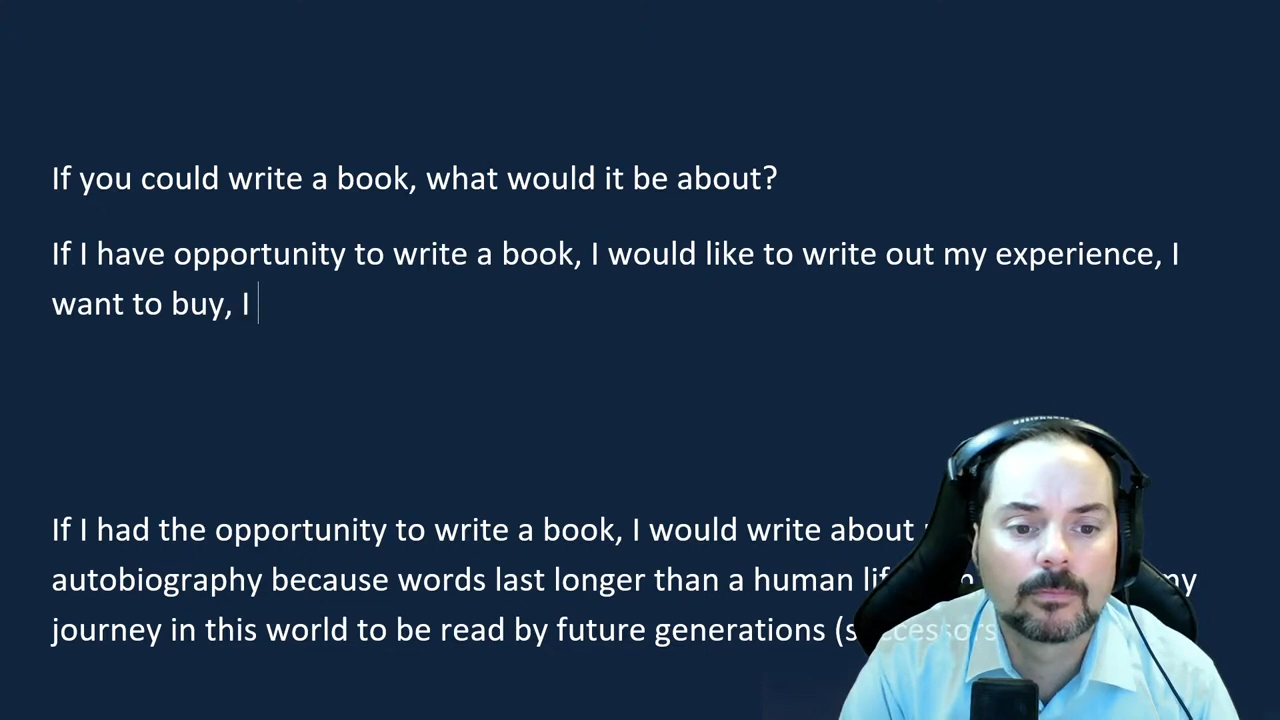 If you could write a book, what would it be about?
If I have opportunity to write a book, I would like to write out my experience, I
want to buy, I
If I had the opportunity to write a book, I would write about
autobiography because words last longer than a human
journey in this world to be read by future generations (successors